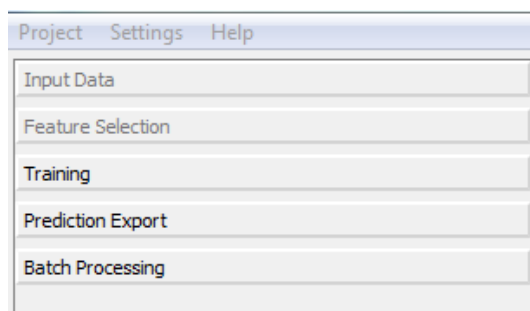 Project Settings Help
Input Data
Feature Selection
Training
Prediction Export
Batch Processing